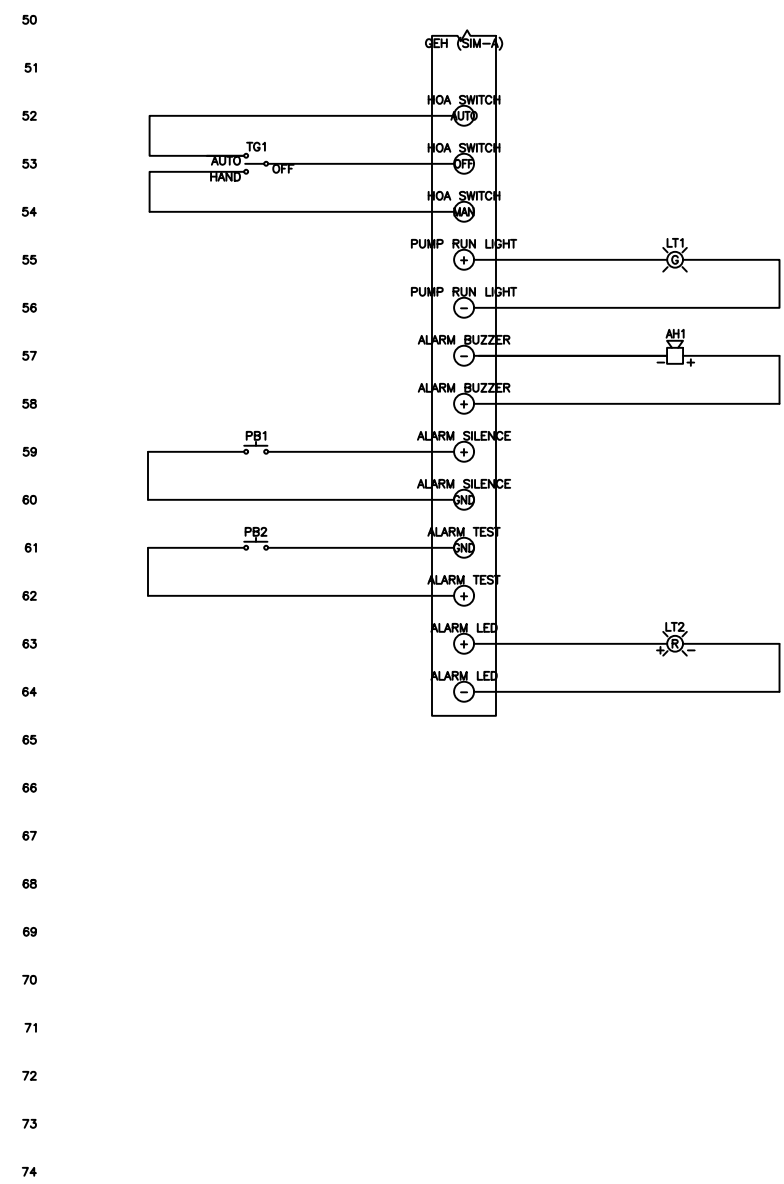 50
GEH (SIM-A)
51
HOA SWITCH
52
AUTO
TG1
HOA SWITCH
53
AUTO
OFF
OFF
HAND
HOA SWITCH
54
MAN
PUMP RUN LIGHT
LT1
55
+
G
PUMP RUN LIGHT
56
-
ALARM BUZZER
AH1
57
-
- +
ALARM BUZZER
58
+
PB1
ALARM SILENCE
59
+
ALARM SILENCE
60
GND
PB2
ALARM TEST
61
GND
ALARM TEST
62
+
ALARM LED
LT2
63
+
+ R -
ALARM LED
64
-
65
66
67
68
69
70
71
72
73
74